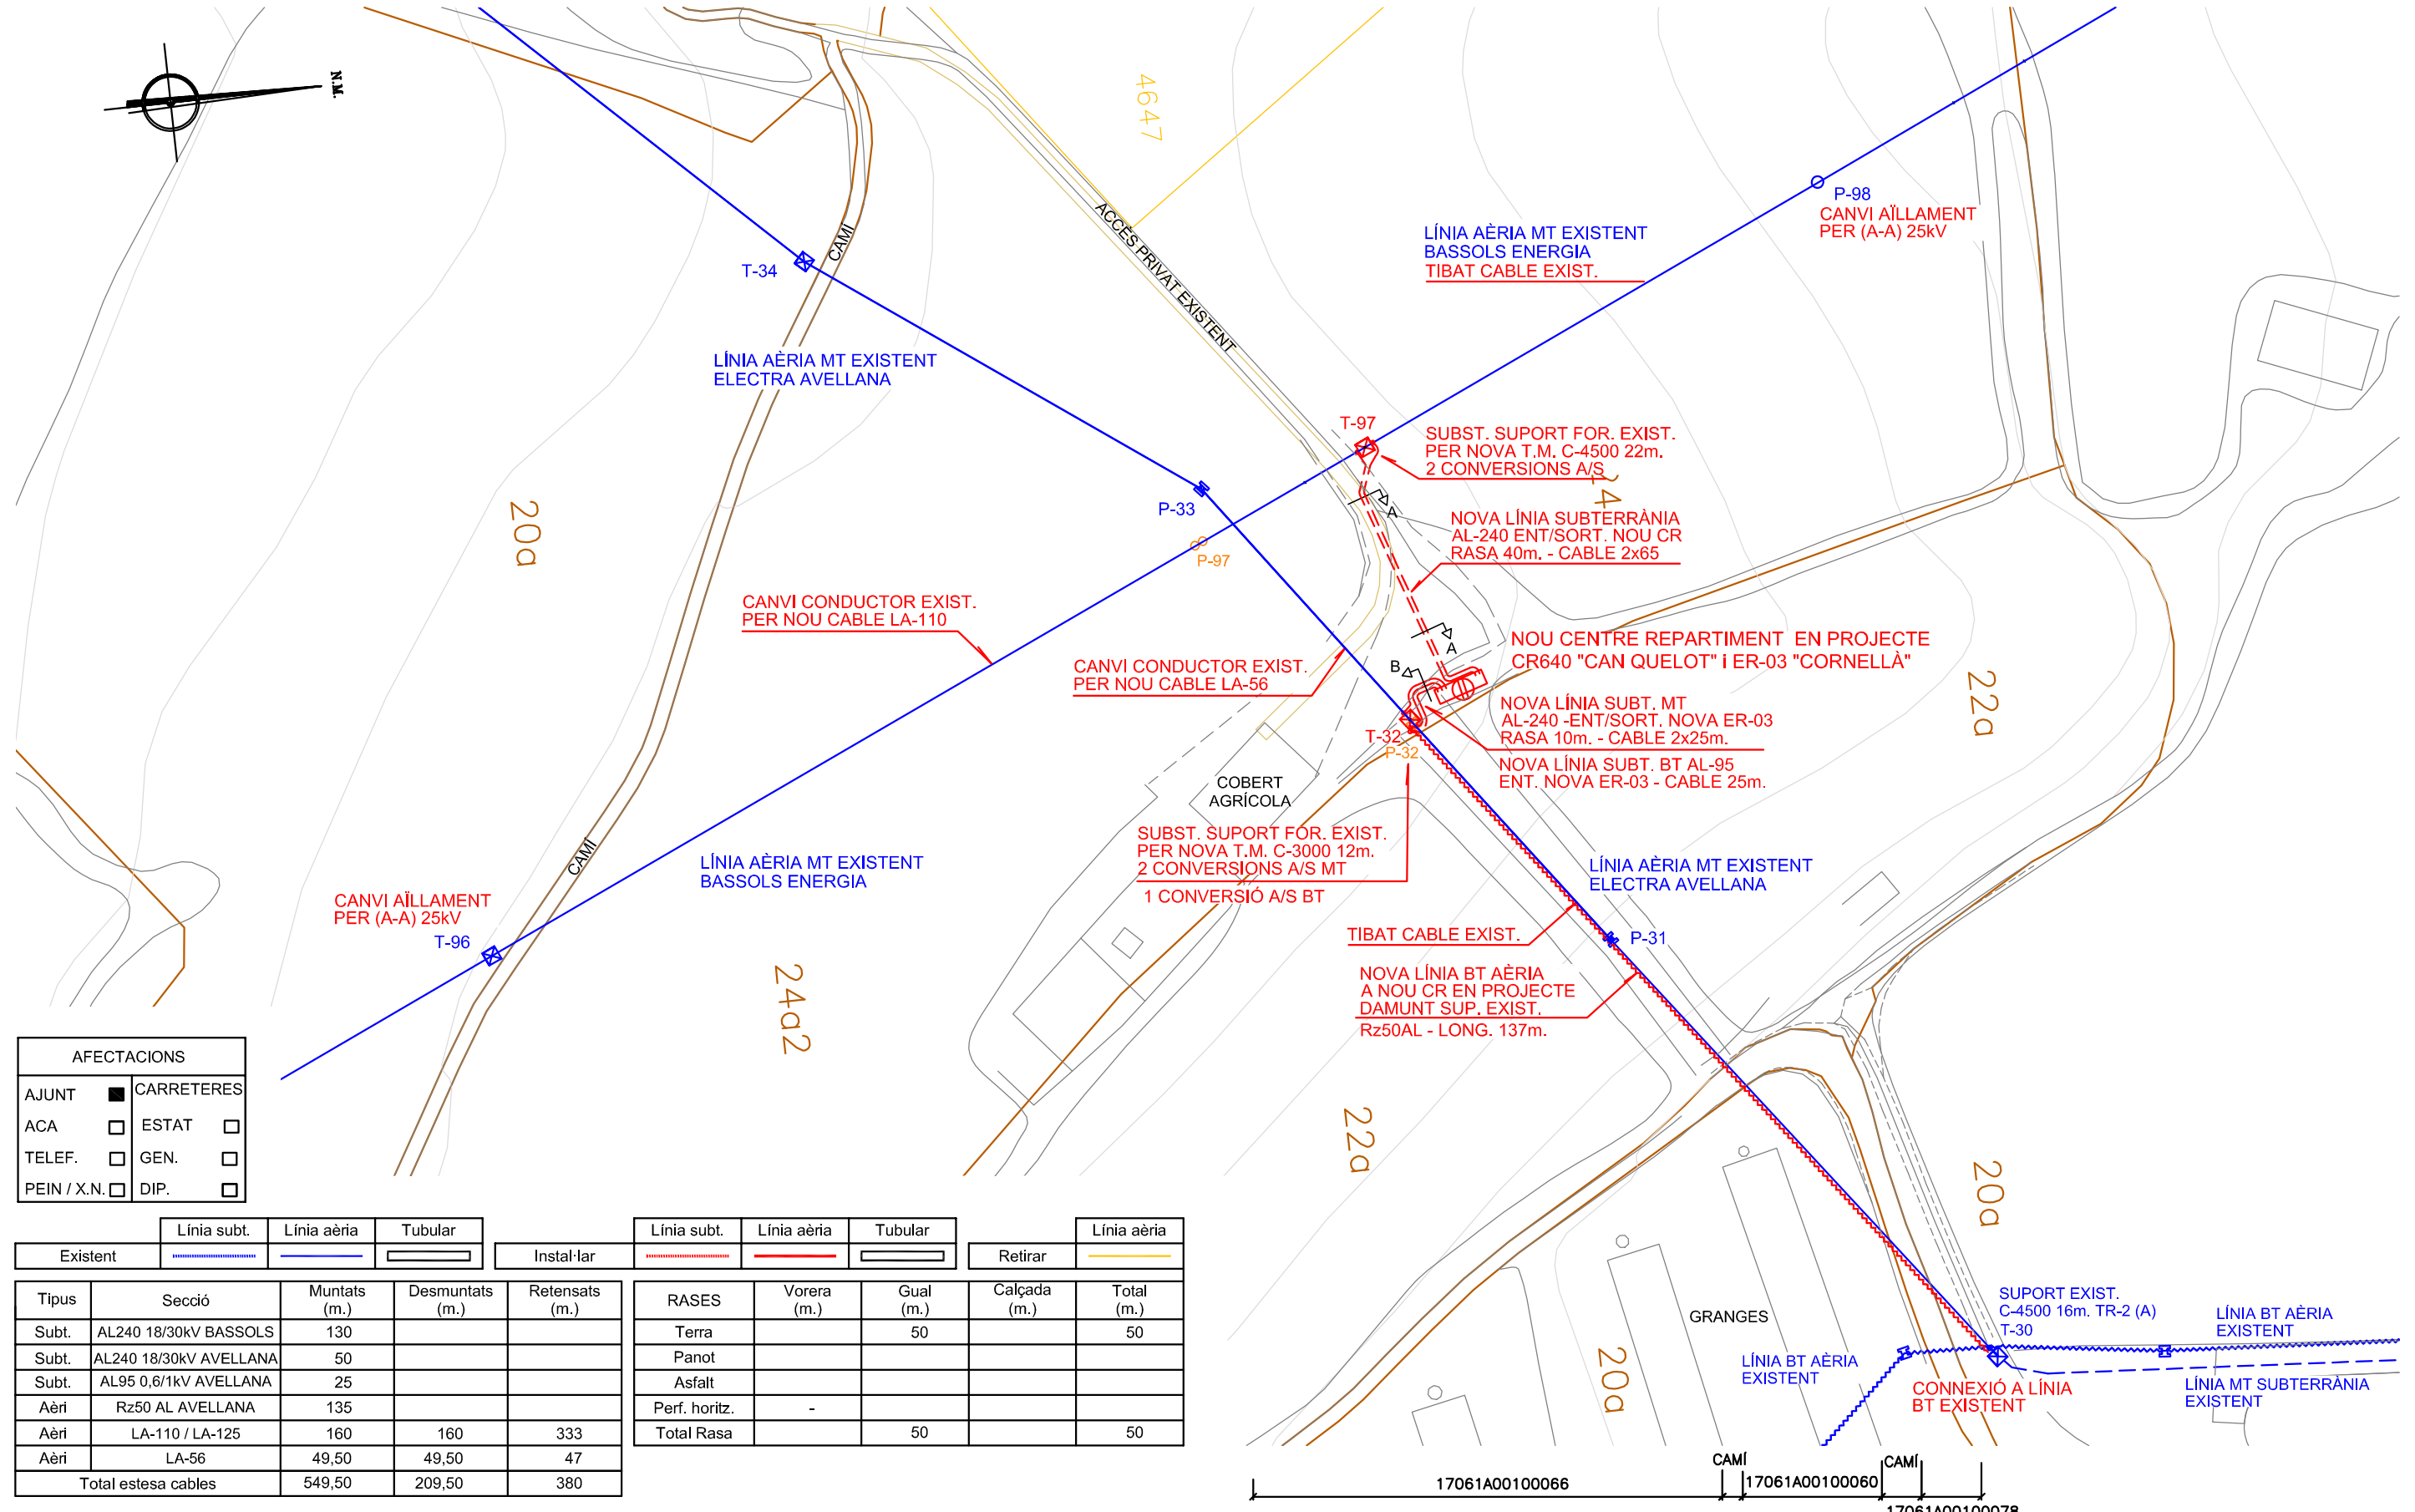 N.M.
4647
P-98
CANVI AÏLLAMENT
PER (A-A) 25kV
LÍNIA AÈRIA MT EXISTENT
BASSOLS ENERGIA
TIBAT CABLE EXIST.
ACCÉS PRIVAT EXISTENT
CAMÍ
T-34
LÍNIA AÈRIA MT EXISTENT
ELECTRA AVELLANA
T-97
SUBST. SUPORT FOR. EXIST.
PER NOVA T.M. C-4500 22m.
2 CONVERSIONS A/S
P-33
A
20a
24
NOVA LÍNIA SUBTERRÀNIA
AL-240 ENT/SORT. NOU CR
RASA 40m. - CABLE 2x65
P-97
CANVI CONDUCTOR EXIST.
PER NOU CABLE LA-110
A
NOU CENTRE REPARTIMENT EN PROJECTE
CR640 "CAN QUELOT" i ER-03 "CORNELLÀ"
CANVI CONDUCTOR EXIST.
PER NOU CABLE LA-56
B
22a
NOVA LÍNIA SUBT. MT
AL-240 -ENT/SORT. NOVA ER-03
RASA 10m. - CABLE 2x25m.
T-32
P-32
NOVA LÍNIA SUBT. BT AL-95
ENT. NOVA ER-03 - CABLE 25m.
COBERT
AGRÍCOLA
SUBST. SUPORT FOR. EXIST.
PER NOVA T.M. C-3000 12m.
2 CONVERSIONS A/S MT
1 CONVERSIÓ A/S BT
CAMÍ
LÍNIA AÈRIA MT EXISTENT
BASSOLS ENERGIA
LÍNIA AÈRIA MT EXISTENT
ELECTRA AVELLANA
CANVI AÏLLAMENT
PER (A-A) 25kV
T-96
TIBAT CABLE EXIST.
P-31
24a2
NOVA LÍNIA BT AÈRIA
A NOU CR EN PROJECTE
DAMUNT SUP. EXIST.
Rz50AL - LONG. 137m.
22a
20a
AFECTACIONS
AJUNT CARRETERES
ACA ESTAT
TELEF. GEN.
PEIN / X.N. DIP.
Línia subt. Línia aèria Tubular
Existent
Línia subt. Línia aèria Tubular
Instal·lar
Línia aèria
Retirar
Tipus Secció Muntats (m.) Desmuntats (m.) Retensats (m.)
Subt. AL240 18/30kV BASSOLS 130
Subt. AL240 18/30kV AVELLANA 50
Subt. AL95 0,6/1kV AVELLANA 25
Aèri Rz50 AL AVELLANA 135
Aèri LA-110 / LA-125 160 160 333
Aèri LA-56 49,50 49,50 47
Total estesa cables 549,50 209,50 380
RASES Vorera (m.) Gual (m.) Calçada (m.) Total (m.)
Terra 50 50
Panot
Asfalt
Perf. horitz. -
Total Rasa 50 50
GRANGES
20a
SUPORT EXIST.
C-4500 16m. TR-2 (A)
T-30
LÍNIA BT AÈRIA
EXISTENT
LÍNIA BT AÈRIA
EXISTENT
CONNEXIÓ A LÍNIA
BT EXISTENT
LÍNIA MT SUBTERRÀNIA
EXISTENT
CAMÍ
CAMÍ
17061A00100066
17061A00100060
17061A00100078